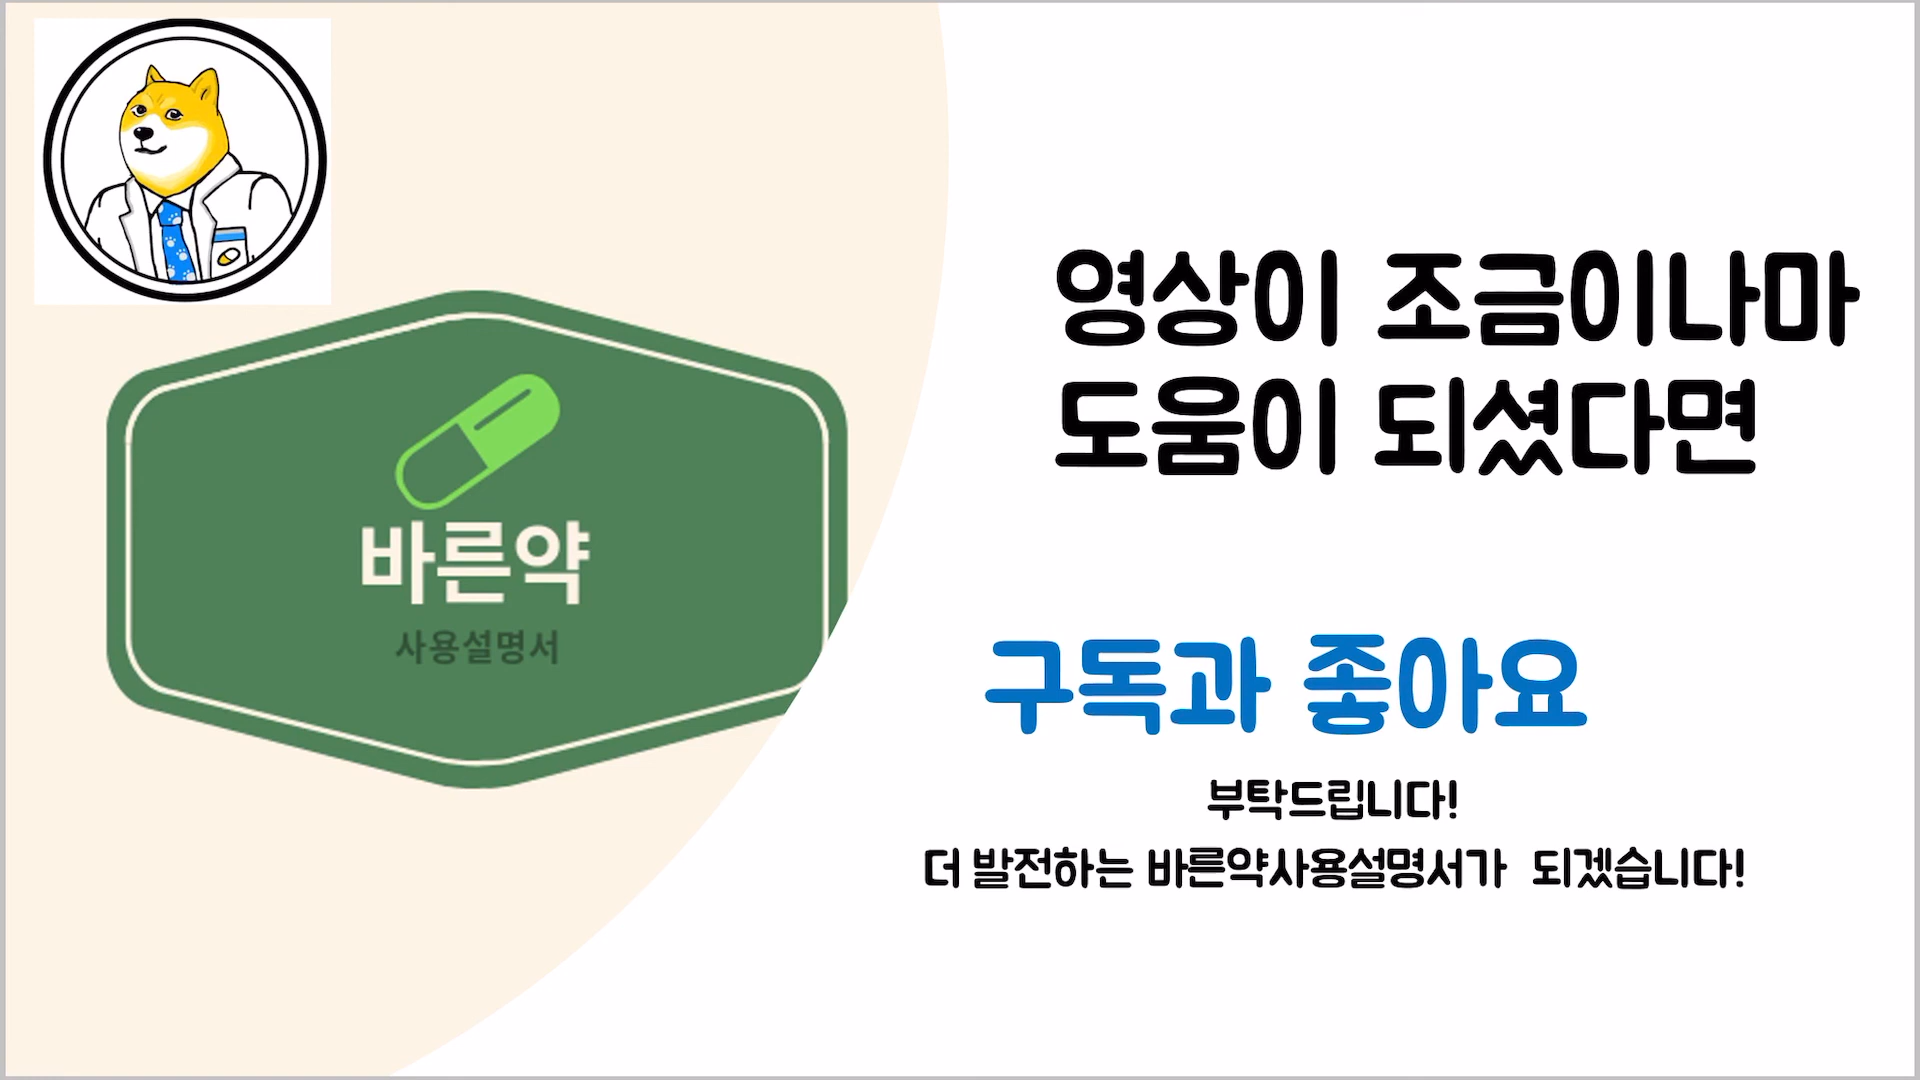 바른약
사용설명서
영상이 조금이나마
도움이 되셨다면
구독과 좋아요
부탁드립니다!
더 발전하는 바른약사용설명서가 되겠습니다!